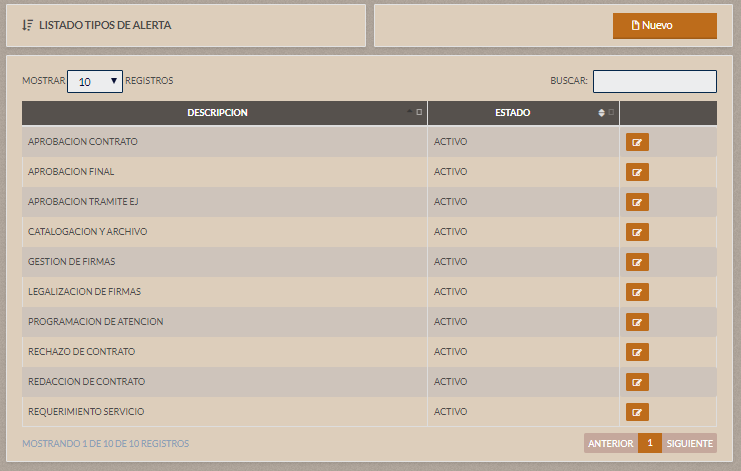 LISTADO TIPOS DE ALERTA
Nuevo
MOSTRAR 10 REGISTROS
BUSCAR:
DESCRIPCION ESTADO
APROBACION CONTRATO ACTIVO
APROBACION FINAL ACTIVO
APROBACION TRAMITE EJ ACTIVO
CATALOGACION Y ARCHIVO ACTIVO
GESTION DE FIRMAS ACTIVO
LEGALIZACION DE FIRMAS ACTIVO
PROGRAMACION DE ATENCION ACTIVO
RECHAZO DE CONTRATO ACTIVO
REDACCION DE CONTRATO ACTIVO
REQUERIMIENTO SERVICIO ACTIVO
MOSTRANDO 1 DE 10 DE 10 REGISTROS
ANTERIOR 1 SIGUIENTE